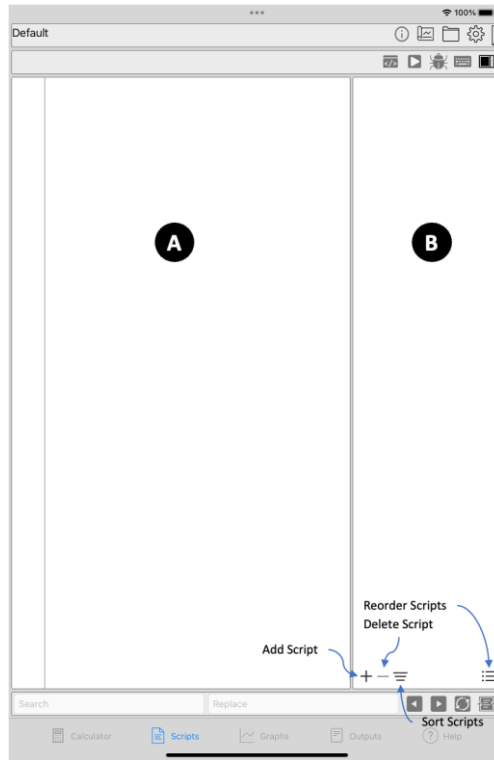 100%
Default
A
B
Reorder Scripts
Delete Script
Add Script
Search
Replace
Sort Scripts
Calculator
Scripts
Graphs
Outputs
Help